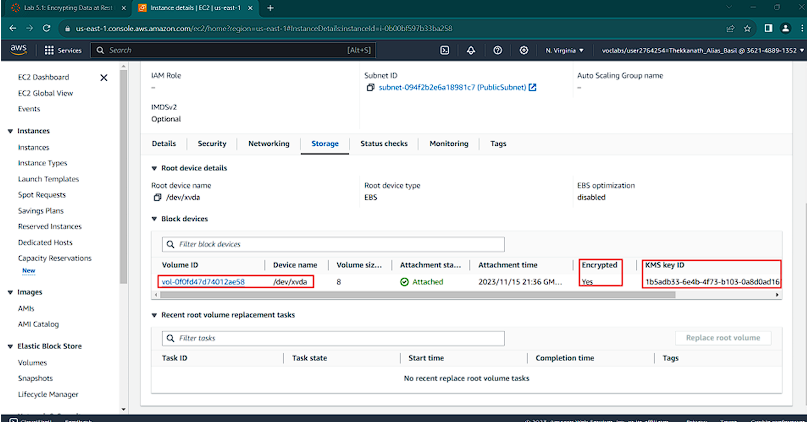 Lab 5.1: Encrypting Data at Rest
Instance details | EC2 | us-east-1
us-east-1.console.aws.amazon.com/ec2/home?region=us-east-1#InstanceDetails:instanceId=i-0b00bf597b33ba258
aws Services Search [Alt+S] N. Virginia voclabs/user2764254=Thekkanath_Alias_Basil @ 3621-4889-1352
EC2 Dashboard
EC2 Global View
Events
Instances
Instances
Instance Types
Launch Templates
Spot Requests
Savings Plans
Reserved Instances
Dedicated Hosts
Capacity Reservations
New
Images
AMIs
AMI Catalog
Elastic Block Store
Volumes
Snapshots
Lifecycle Manager
IAM Role Subnet ID Auto Scaling Group name
– subnet-094f2b2e6a18981c7 (PublicSubnet) –
IMDSv2
Optional
Details Security Networking Storage Status checks Monitoring Tags
Root device details
Root device name Root device type EBS optimization
/dev/xvda EBS disabled
Block devices
Filter block devices
Volume ID Device name Volume siz... Attachment sta... Attachment time Encrypted KMS key ID
vol-0f0fd47d74012ae58 /dev/xvda 8 Attached 2023/11/15 21:36 GM... Yes 1b5adb33-6e4b-4f73-b103-0a8d0ad16
Recent root volume replacement tasks
Filter tasks Replace root volume
Task ID Task state Start time Completion time Tags
No recent replace root volume tasks